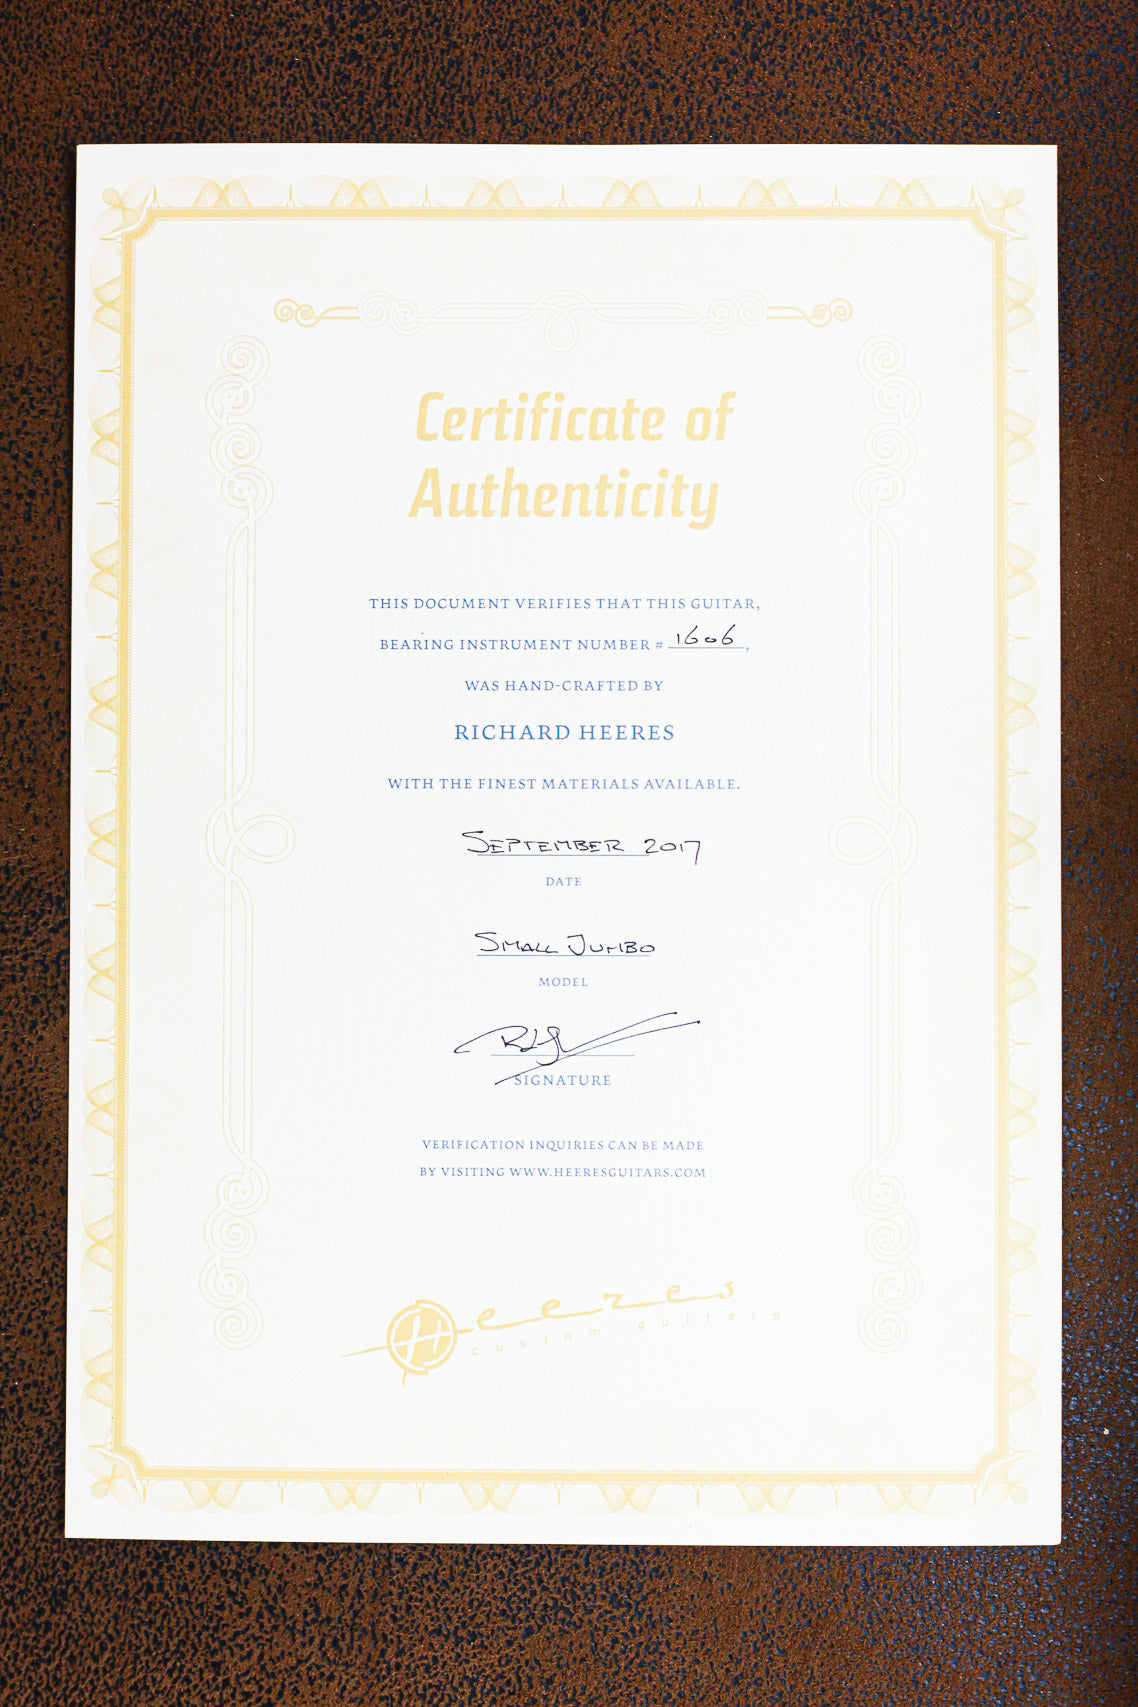 Certificate of
Authenticity
THIS DOCUMENT VERIFIES THAT THIS GUITAR,
BEARING INSTRUMENT NUMBER # 1606,
WAS HAND-CRAFTED BY
RICHARD HEERES
WITH THE FINEST MATERIALS AVAILABLE.
SEPTEMBER 2017
DATE
SMALL JUMBO
MODEL
SIGNATURE
VERIFICATION INQUIRIES CAN BE MADE
BY VISITING WWW.HEERESGUITARS.COM
Heeres
custom guitars